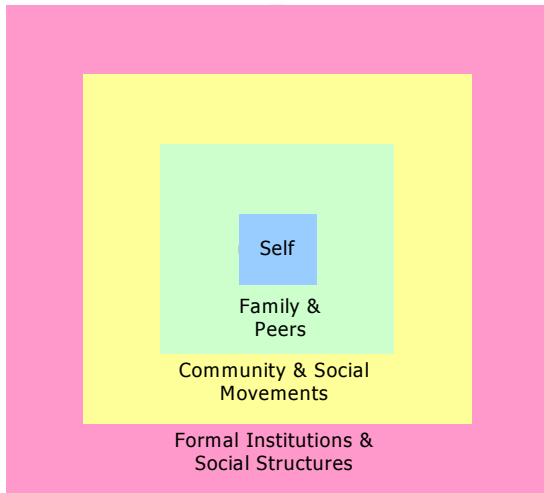 Self
Family &
Peers
Community & Social
Movements
Formal Institutions &
Social Structures